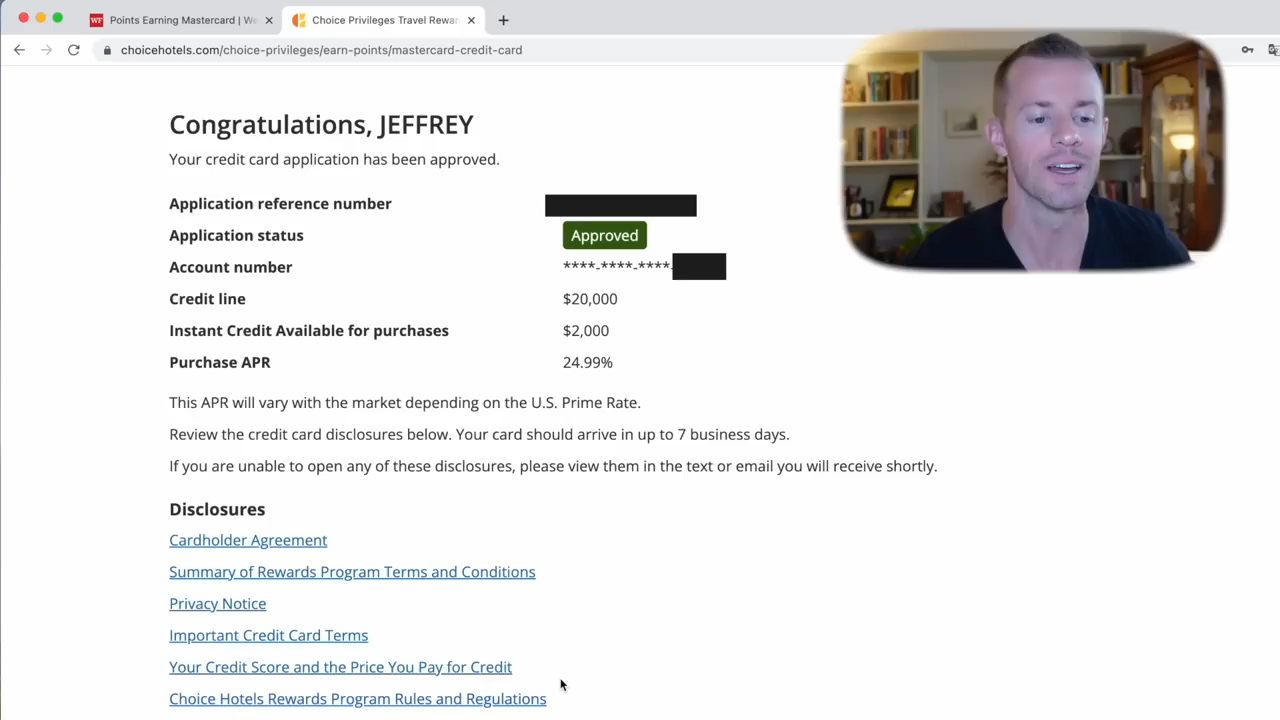 Points Earning Mastercard | We
Choice Privileges Travel Rewar
choicehotels.com/choice-privileges/earn-points/mastercard-credit-card
Congratulations, JEFFREY
Your credit card application has been approved.
Application reference number
Application status Approved
Account number ****-****-****-
Credit line $20,000
Instant Credit Available for purchases $2,000
Purchase APR 24.99%
This APR will vary with the market depending on the U.S. Prime Rate.
Review the credit card disclosures below. Your card should arrive in up to 7 business days.
If you are unable to open any of these disclosures, please view them in the text or email you will receive shortly.
Disclosures
Cardholder Agreement
Summary of Rewards Program Terms and Conditions
Privacy Notice
Important Credit Card Terms
Your Credit Score and the Price You Pay for Credit
Choice Hotels Rewards Program Rules and Regulations